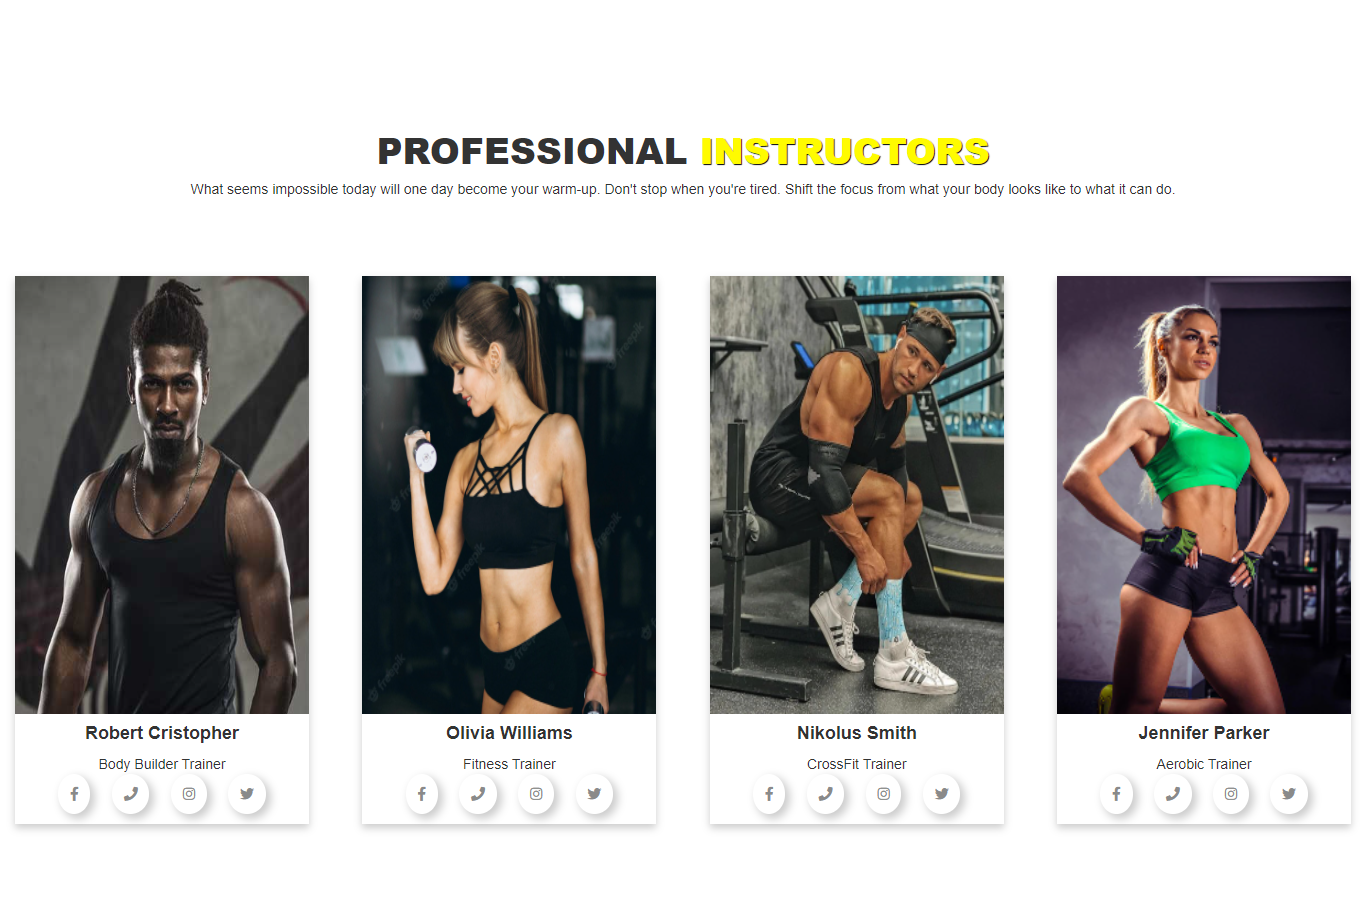 PROFESSIONAL INSTRUCTORS
What seems impossible today will one day become your warm-up. Don't stop when you're tired. Shift the focus from what your body looks like to what it can do.
Robert Cristopher
Body Builder Trainer
Olivia Williams
Fitness Trainer
Nikolus Smith
CrossFit Trainer
Jennifer Parker
Aerobic Trainer